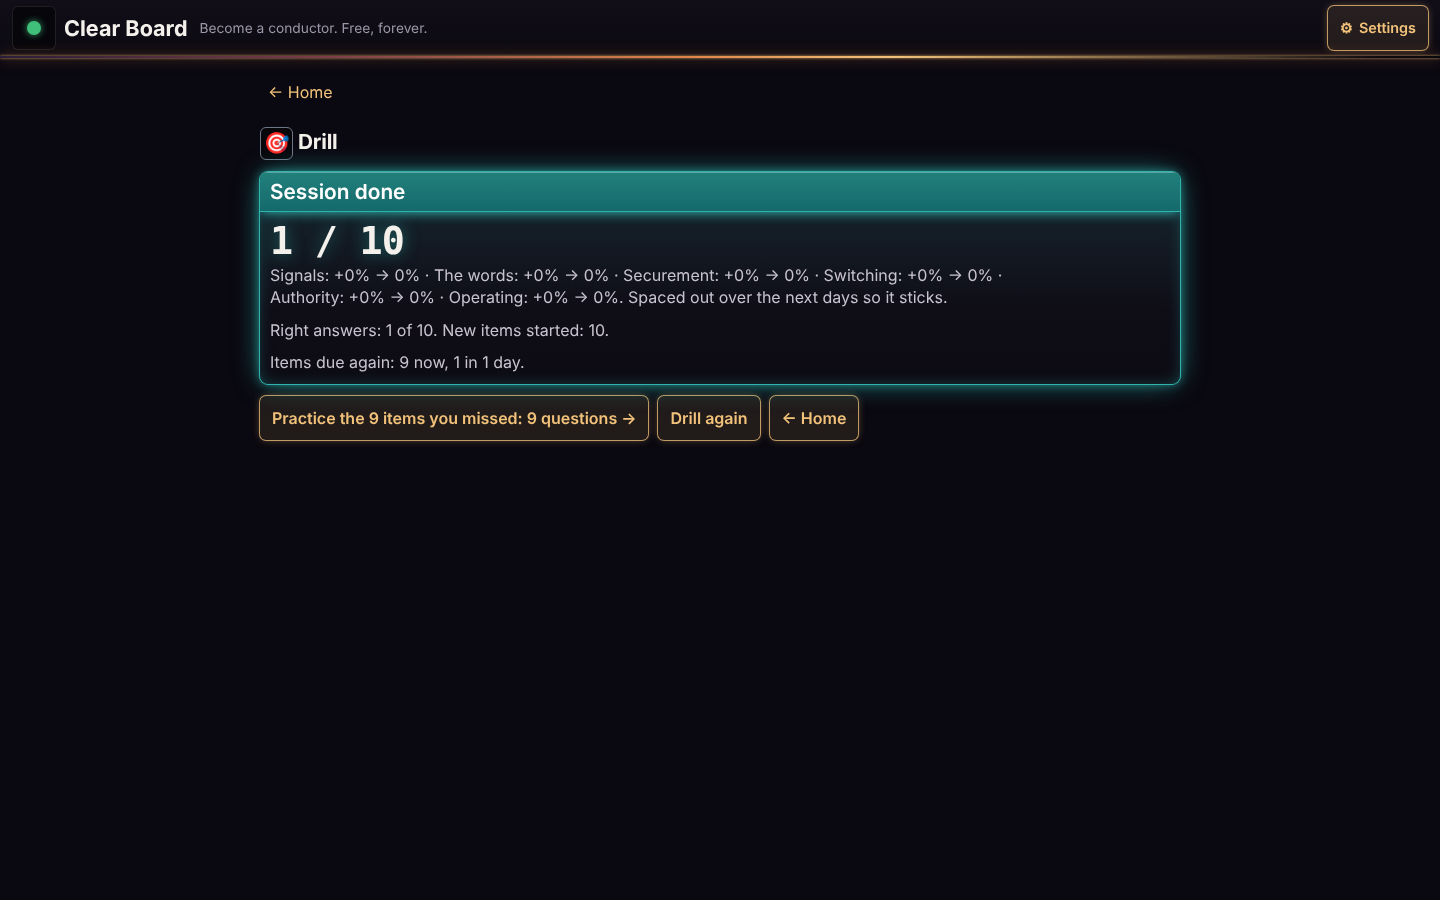 Clear Board Become a conductor. Free, forever.
⚙ Settings
← Home
🎯 Drill
Session done
1 / 10
Signals: +0% → 0% · The words: +0% → 0% · Securement: +0% → 0% · Switching: +0% → 0% ·
Authority: +0% → 0% · Operating: +0% → 0%. Spaced out over the next days so it sticks.
Right answers: 1 of 10. New items started: 10.
Items due again: 9 now, 1 in 1 day.
Practice the 9 items you missed: 9 questions →
Drill again
← Home